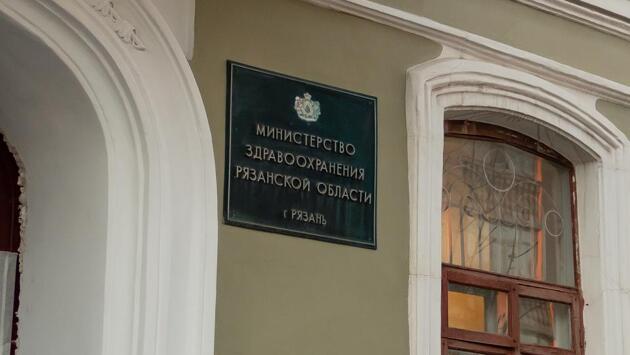 МИНИСТЕРСТВО
ЗДРАВООХРАНЕНИЯ
РЯЗАНСКОЙ ОБЛАСТИ
г РЯЗАНЬ